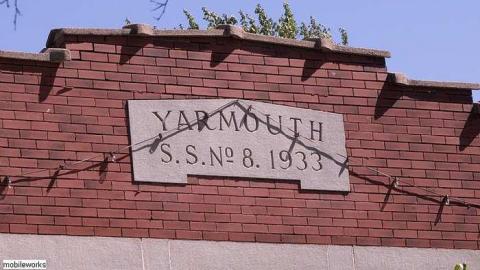 YARMOUTH
S.S.Nº 8. 1933
mobileworks